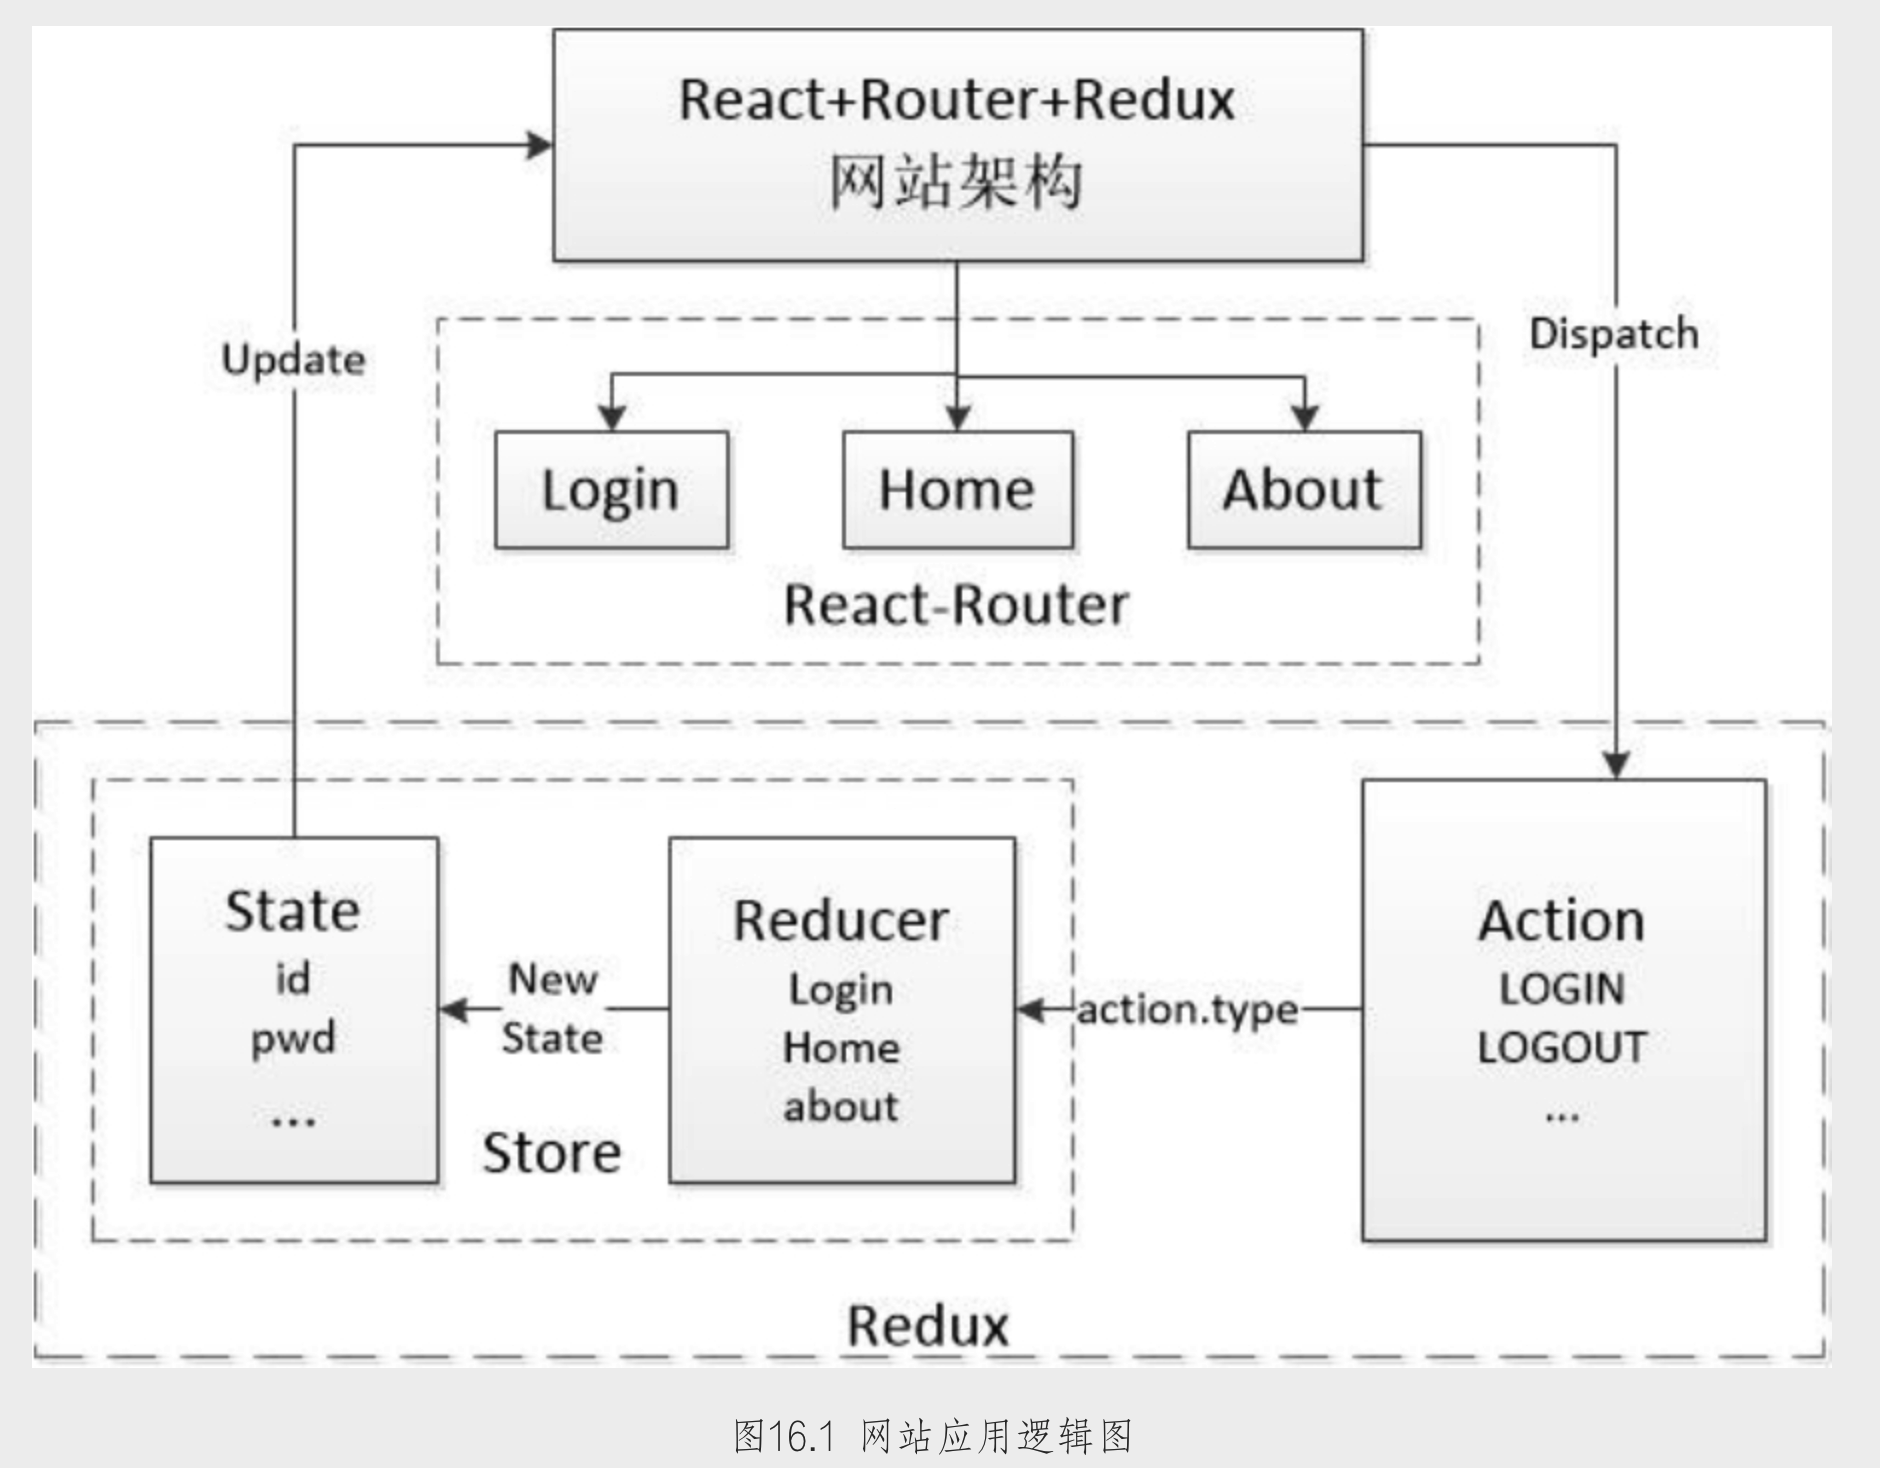 React+Router+Redux
网站架构
Update
Dispatch
Login
Home
About
React-Router
State
id
pwd
...
New
State
Store
Reducer
Login
Home
about
action.type
Action
LOGIN
LOGOUT
...
Redux
图16.1 网站应用逻辑图